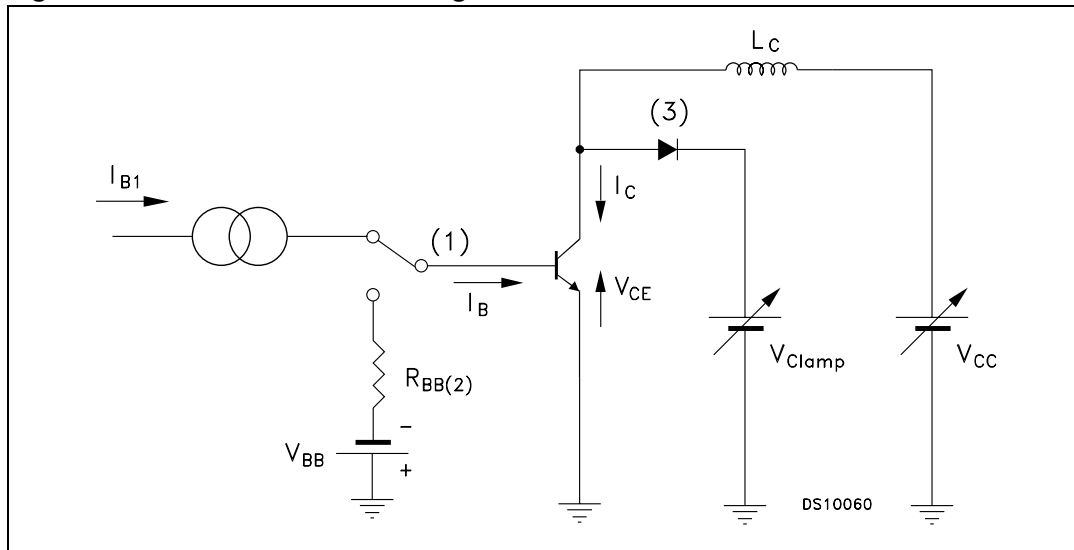 L_C
(3)
I_B1
I_C
(1)
I_B
V_CE
R_BB(2)
V_Clamp
V_CC
−
V_BB
+
DS10060